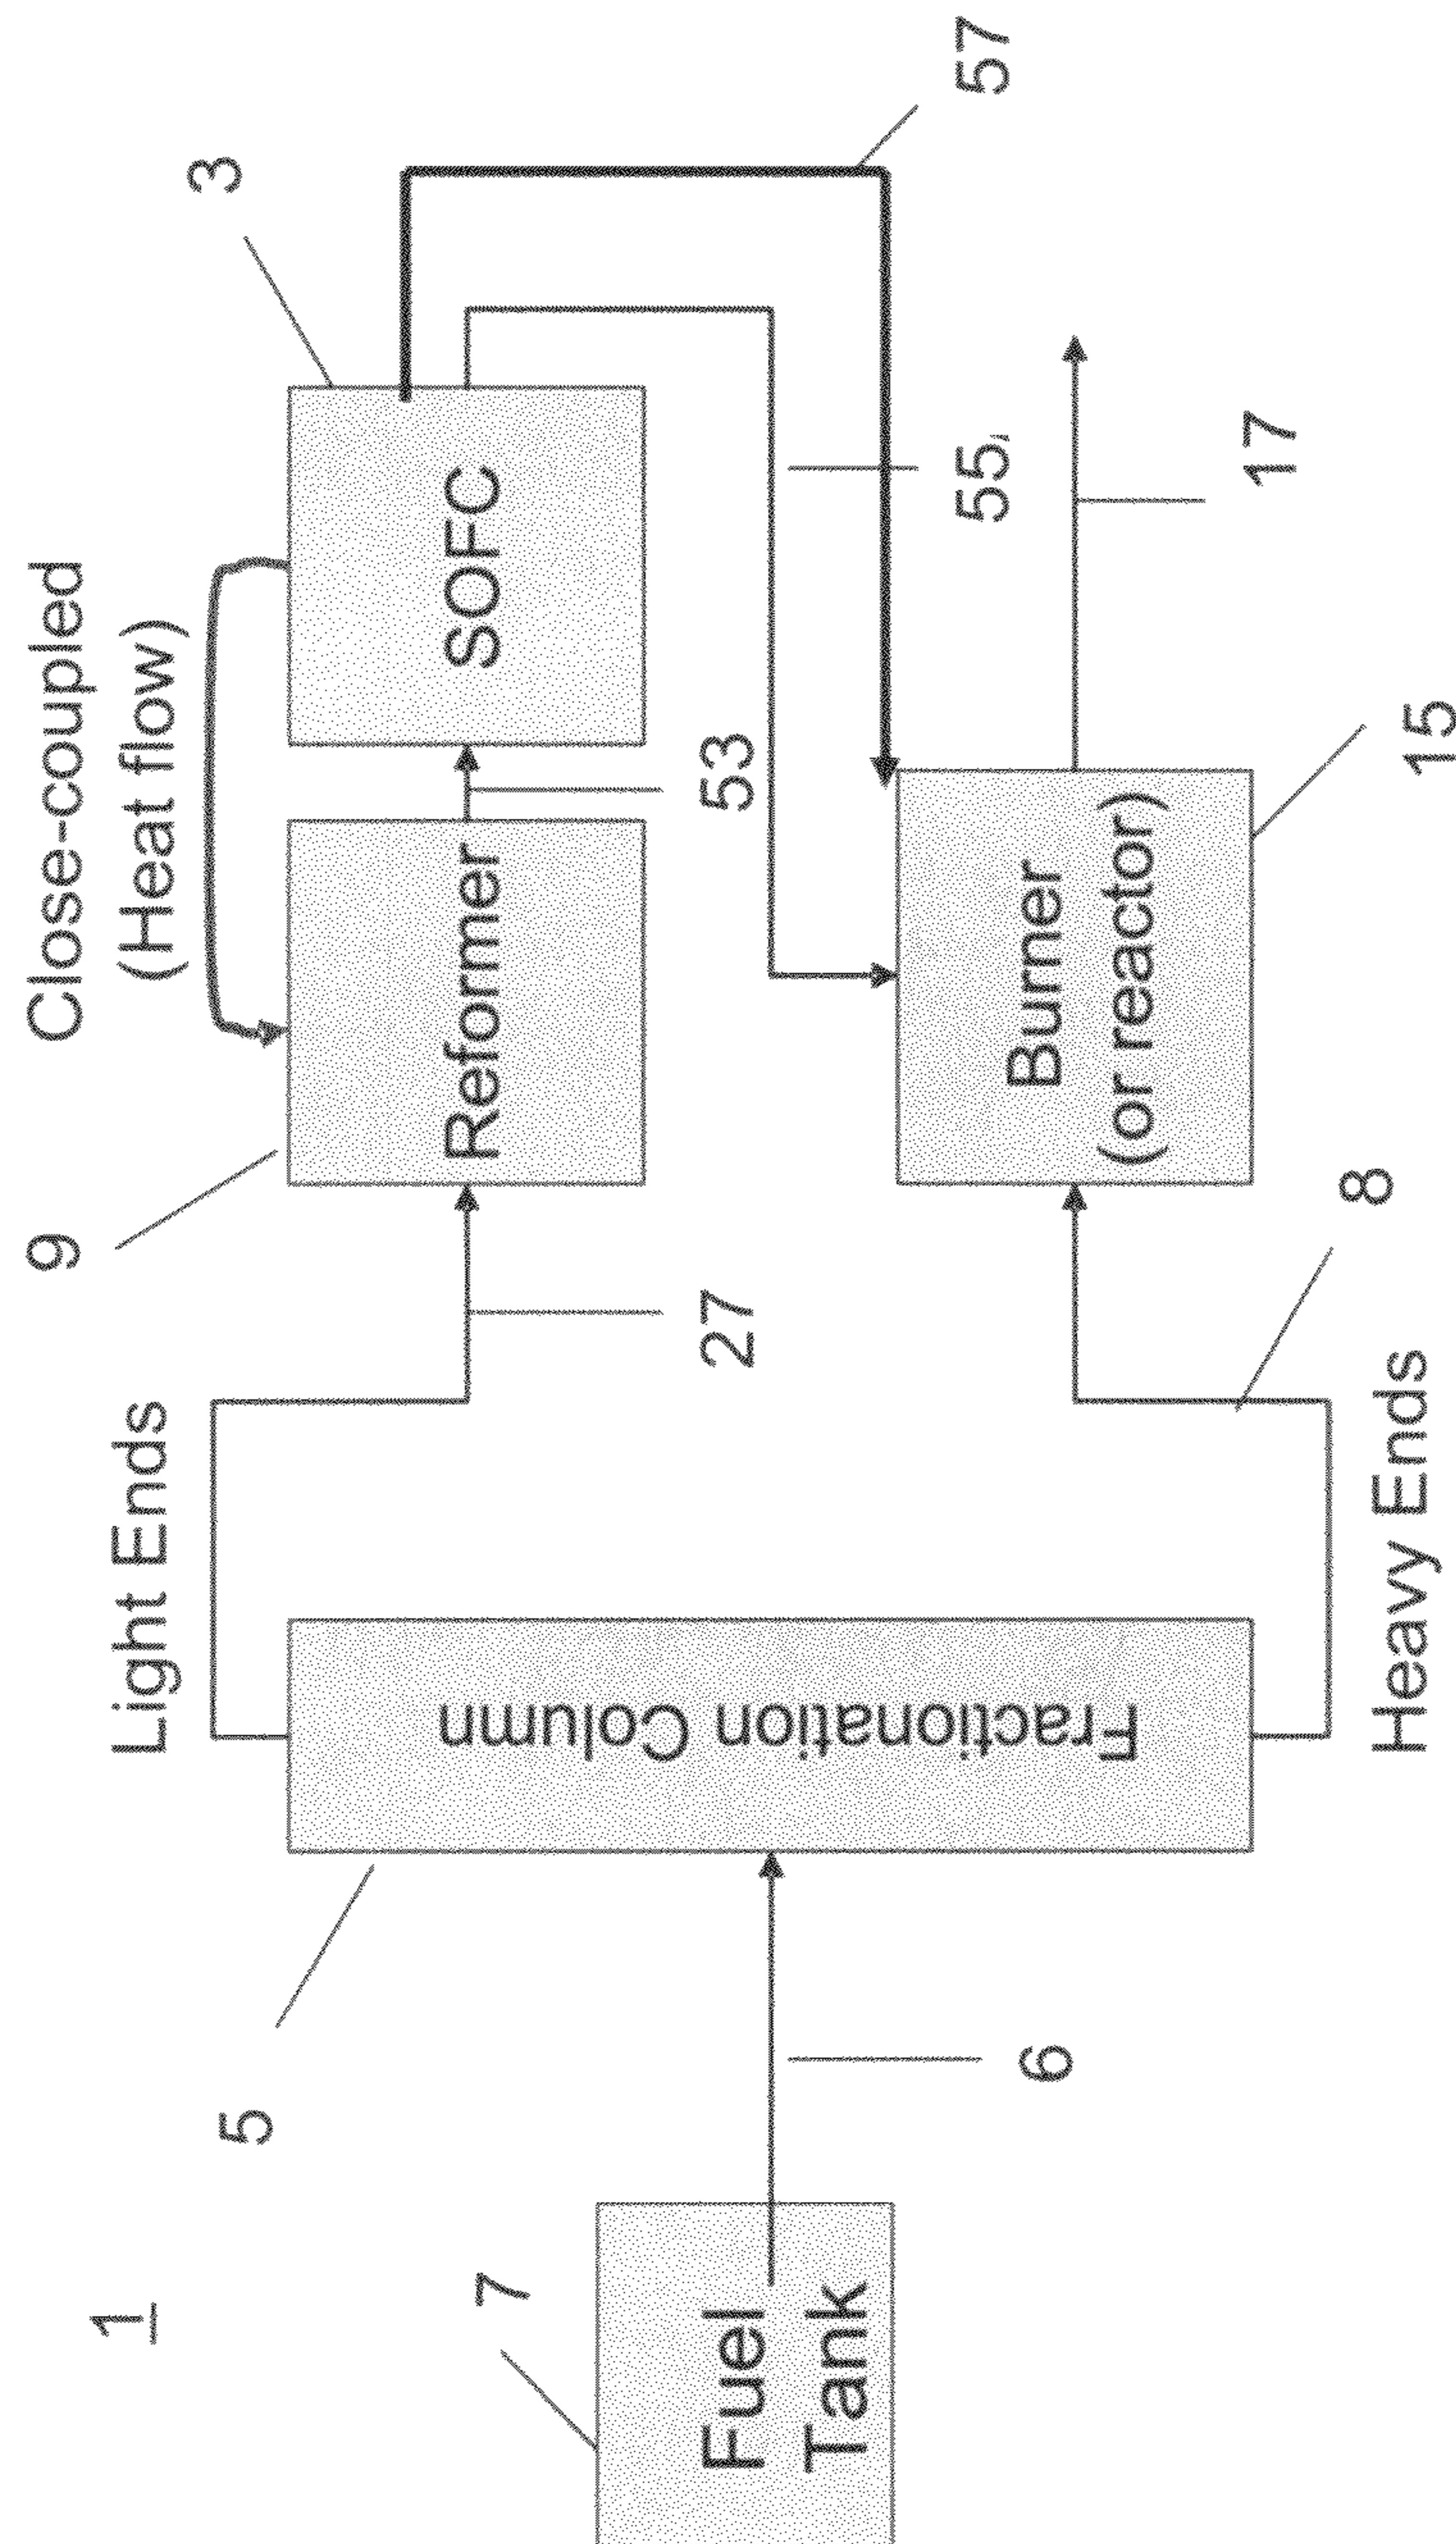 1
Close-coupled
(Heat flow)
Light Ends
9
3
57
5
Reformer
SOFC
7
27
53
Fractionation Column
Fuel
Tank
6
55,
Burner
(or reactor)
17
Heavy Ends
8
15